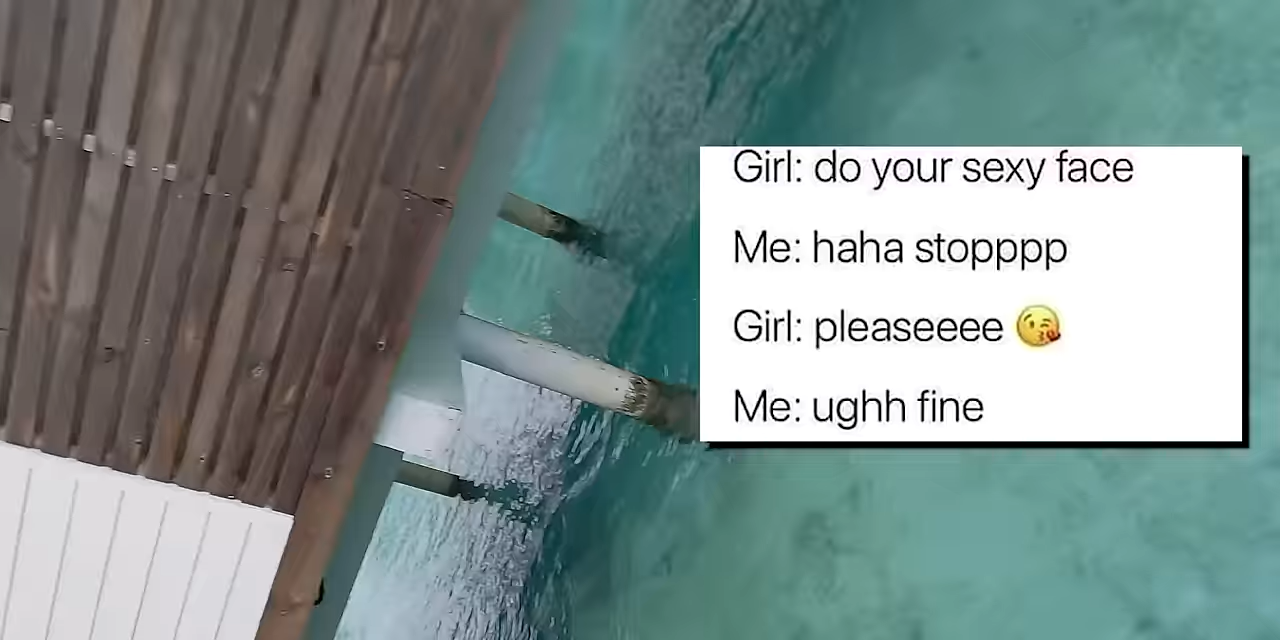 Girl: do your sexy face
Me: haha stopppp
Girl: pleaseeee 😘
Me: ughh fine